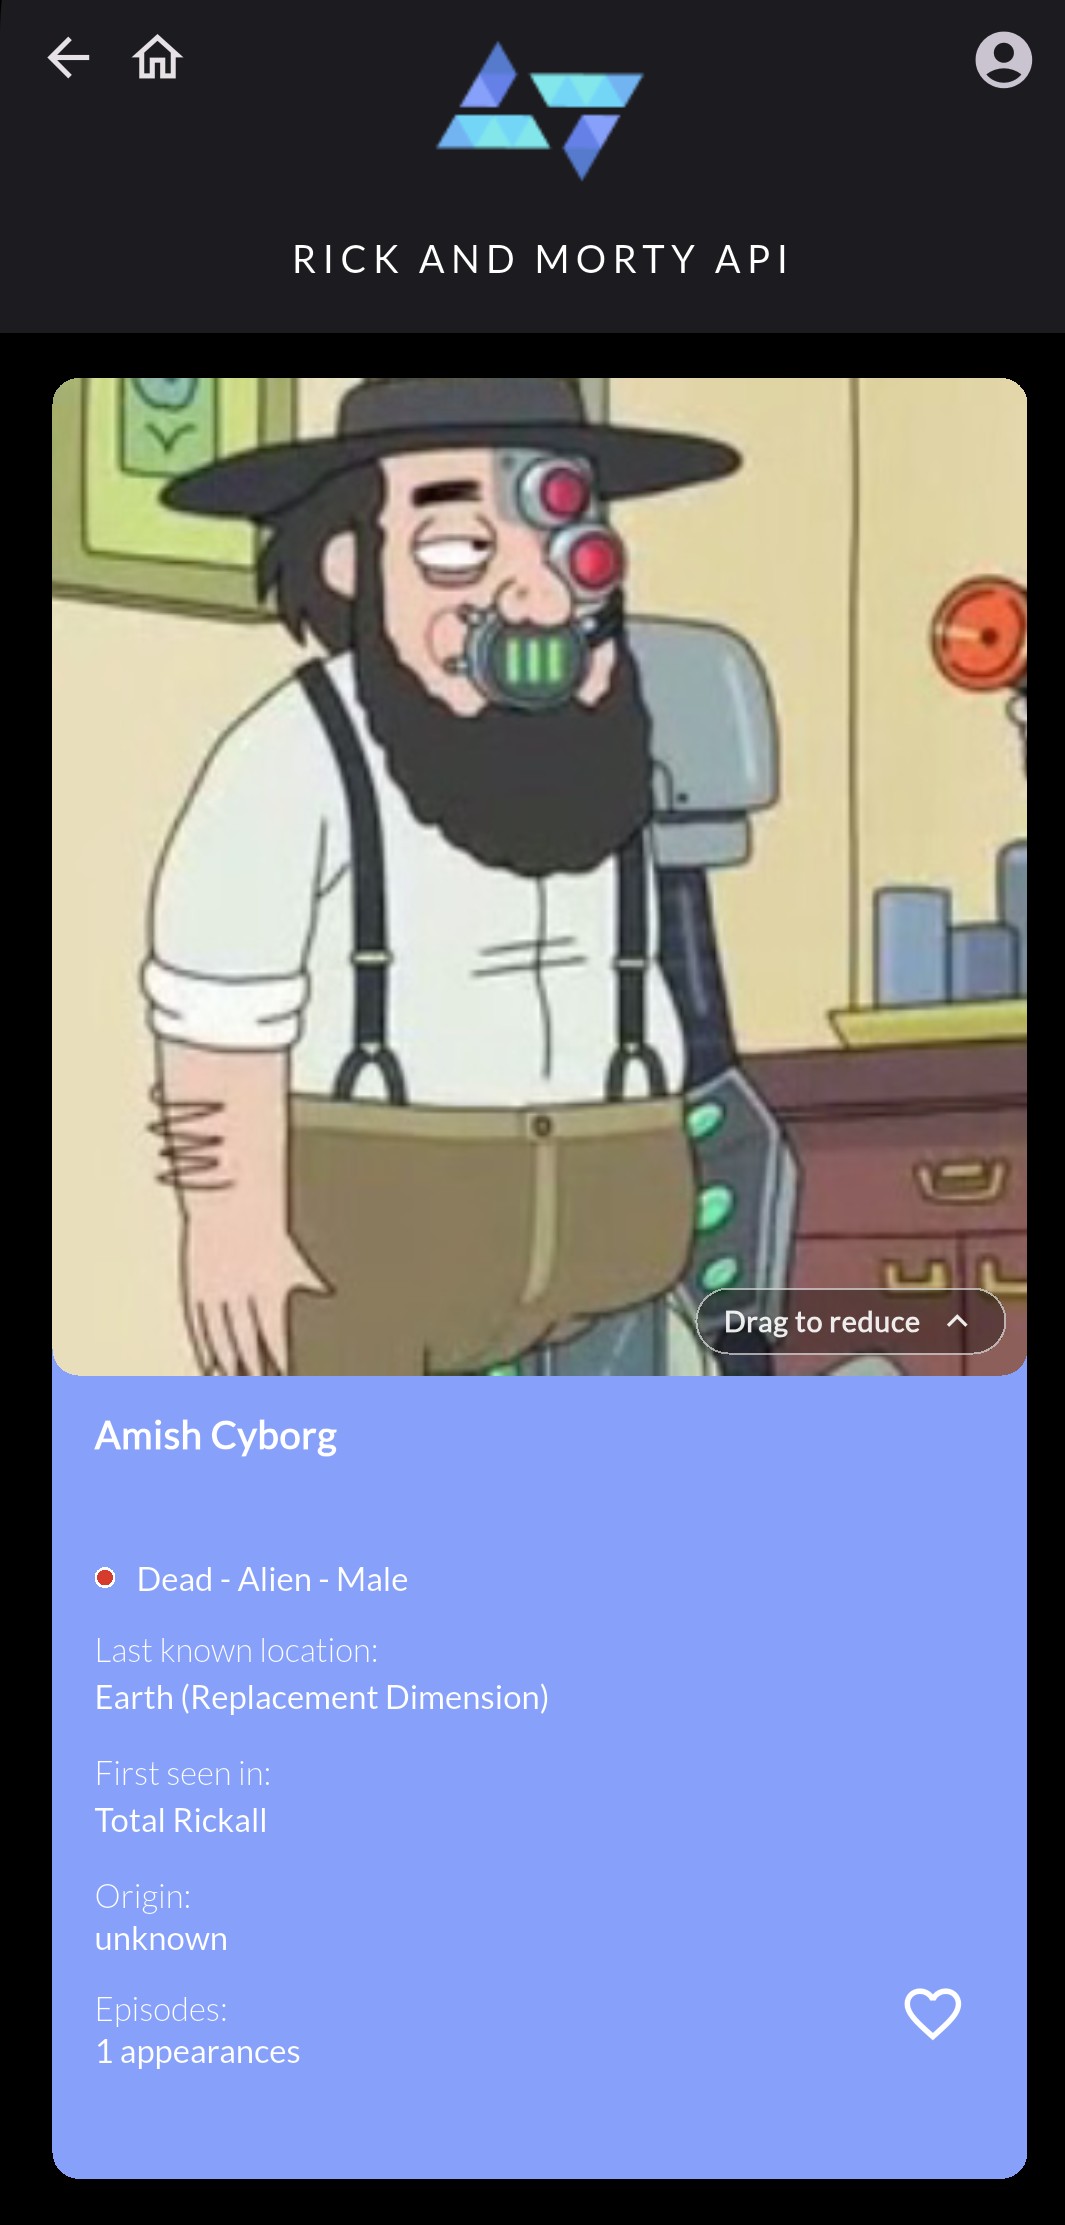 RICK AND MORTY API
Drag to reduce
Amish Cyborg
Dead - Alien - Male
Last known location:
Earth (Replacement Dimension)
First seen in:
Total Rickall
Origin:
unknown
Episodes:
1 appearances